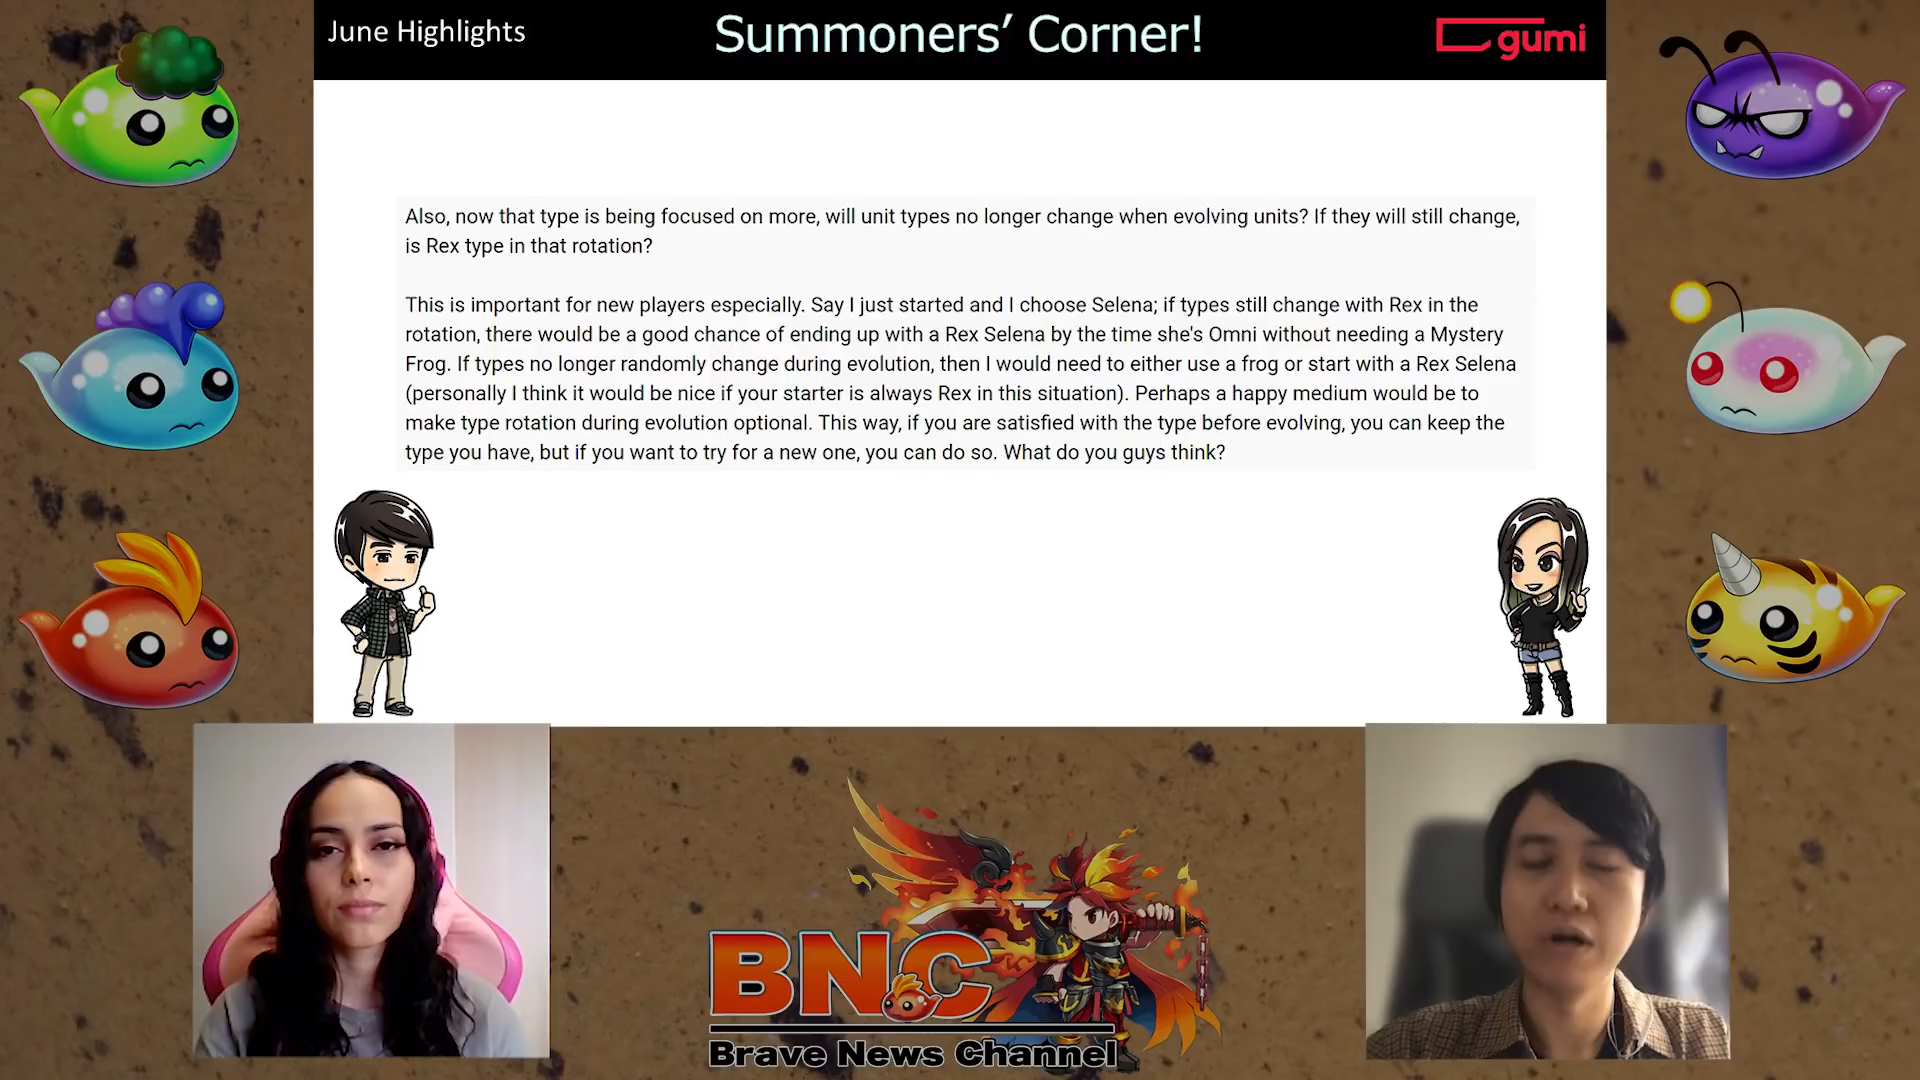 June Highlights
Summoners’ Corner!
gumi
Also, now that type is being focused on more, will unit types no longer change when evolving units? If they will still change,
is Rex type in that rotation?
This is important for new players especially. Say I just started and I choose Selena; if types still change with Rex in the
rotation, there would be a good chance of ending up with a Rex Selena by the time she's Omni without needing a Mystery
Frog. If types no longer randomly change during evolution, then I would need to either use a frog or start with a Rex Selena
(personally I think it would be nice if your starter is always Rex in this situation). Perhaps a happy medium would be to
make type rotation during evolution optional. This way, if you are satisfied with the type before evolving, you can keep the
type you have, but if you want to try for a new one, you can do so. What do you guys think?
BNC
Brave News Channel